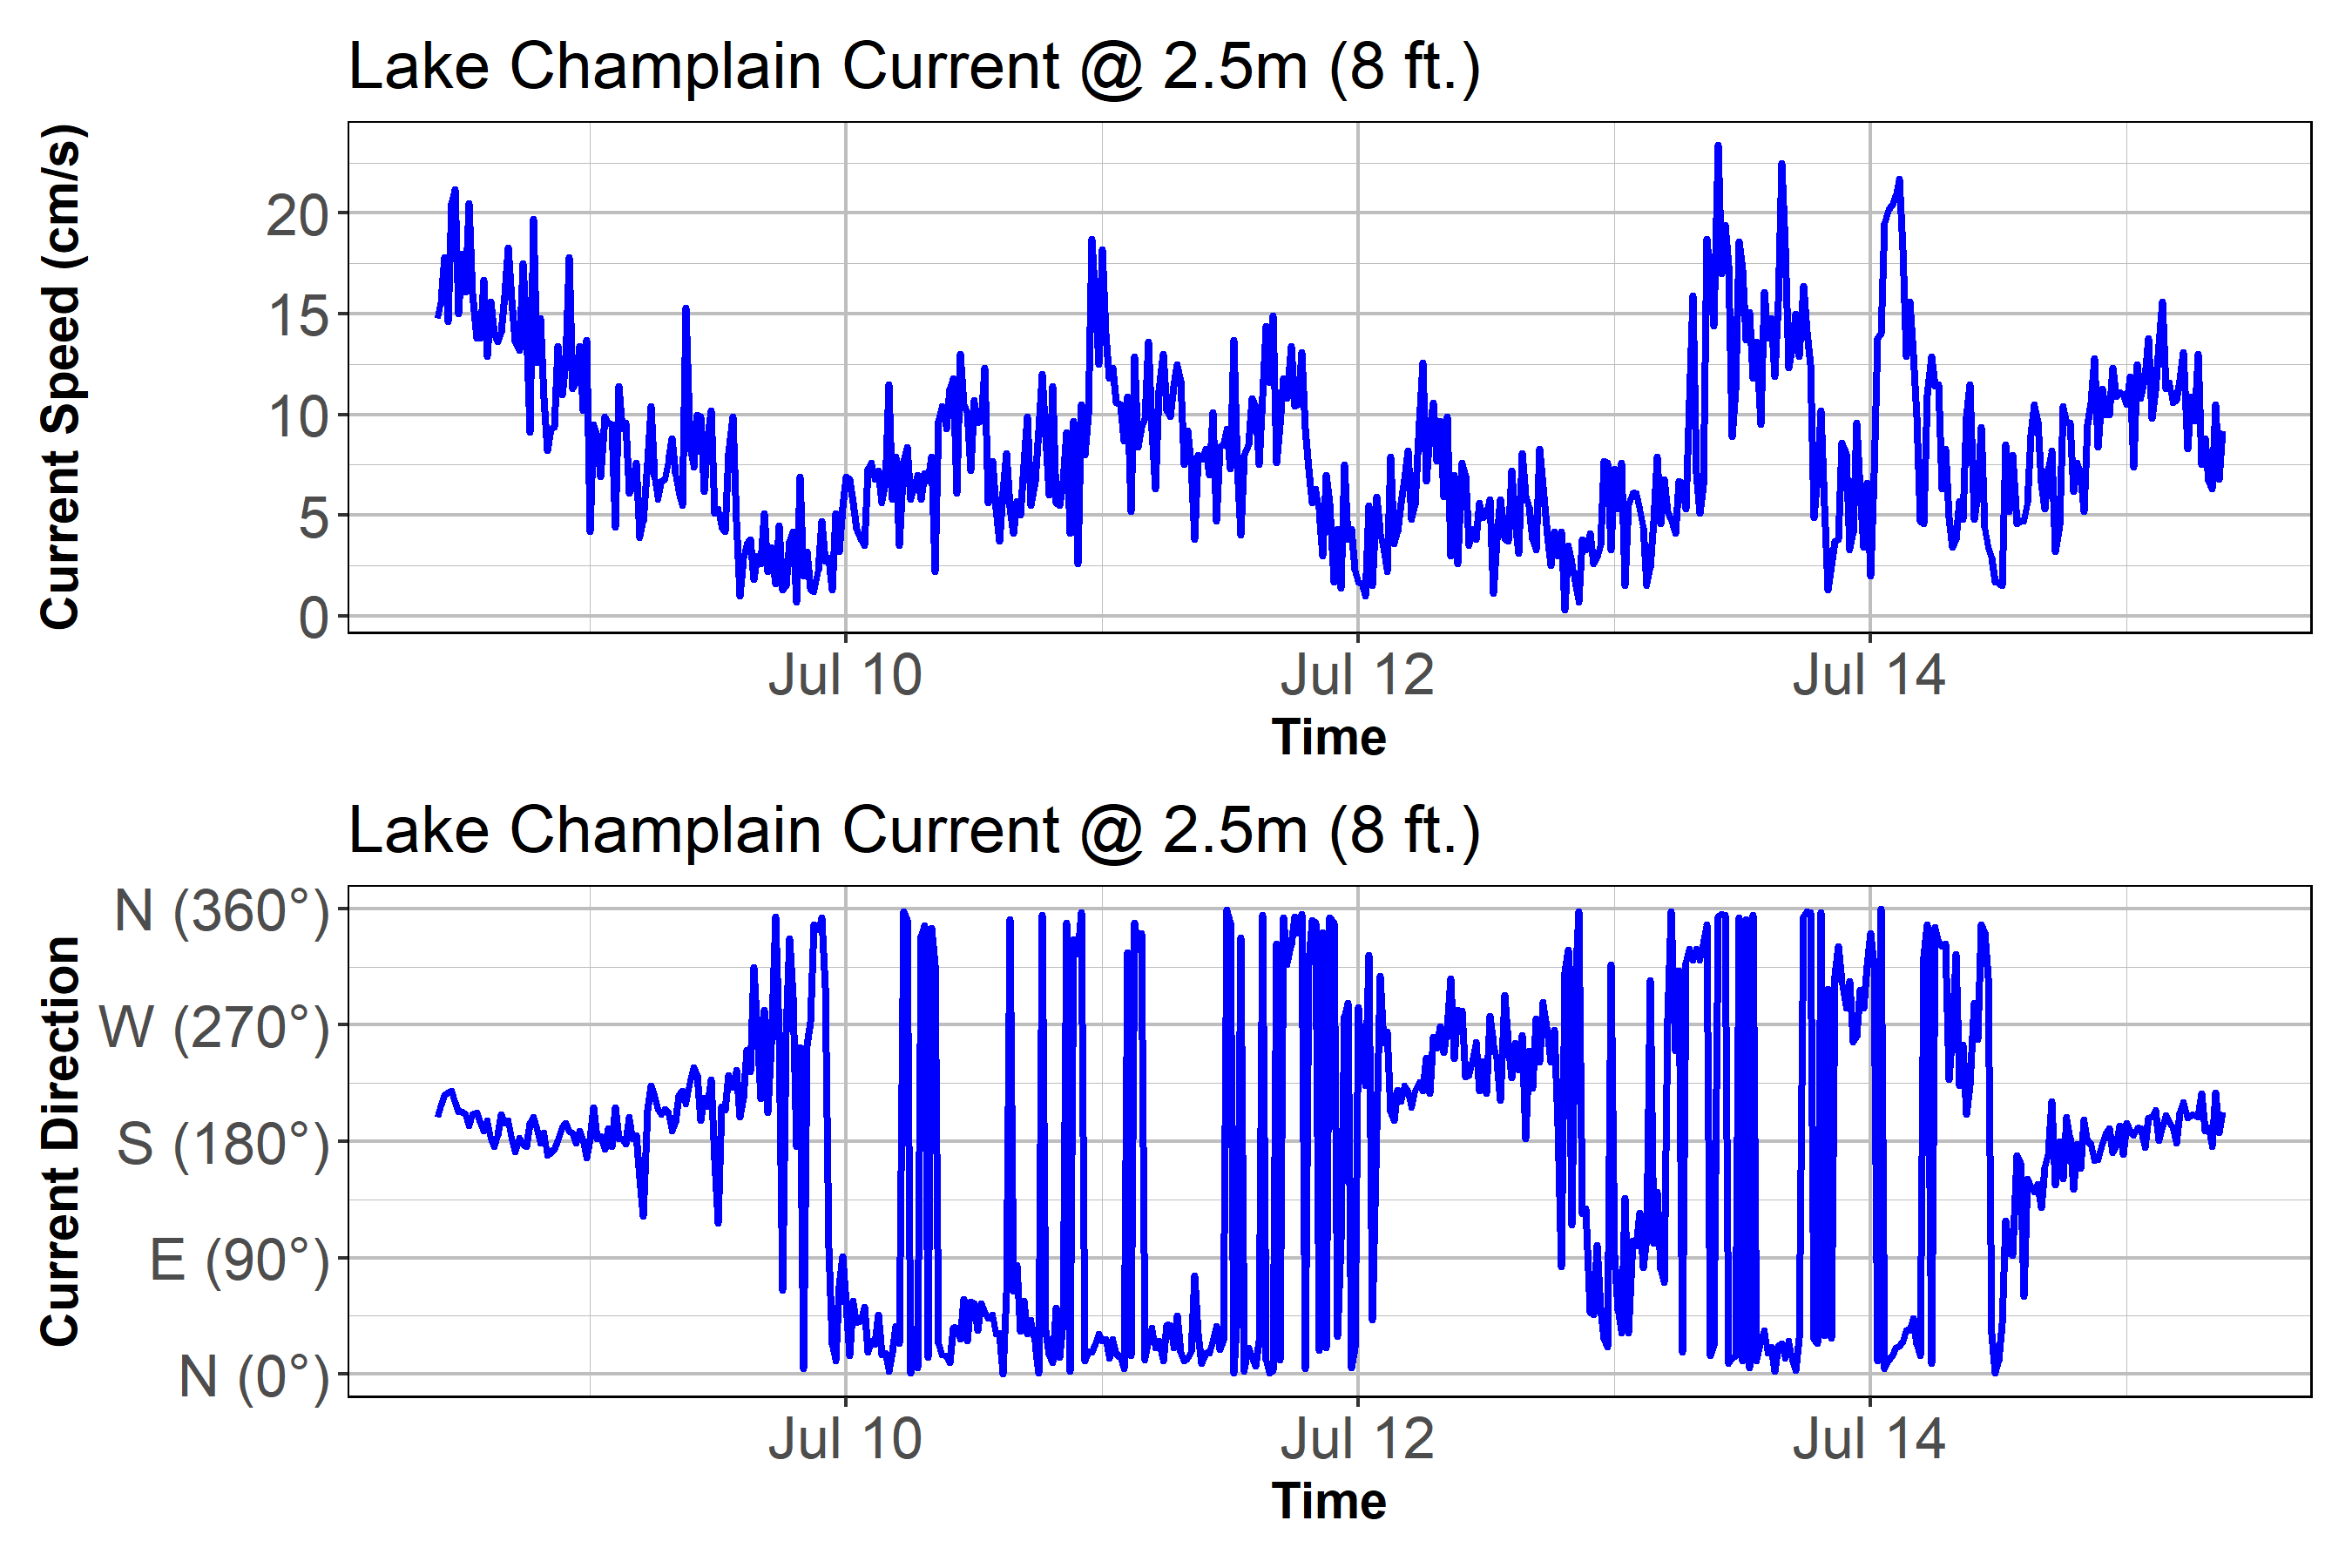 Lake Champlain Current @ 2.5m (8 ft.)
Current Speed (cm/s)
20
15
10
5
0
Jul 10 Jul 12 Jul 14
Time
Lake Champlain Current @ 2.5m (8 ft.)
Current Direction
N (360°)
W (270°)
S (180°)
E (90°)
N (0°)
Jul 10 Jul 12 Jul 14
Time